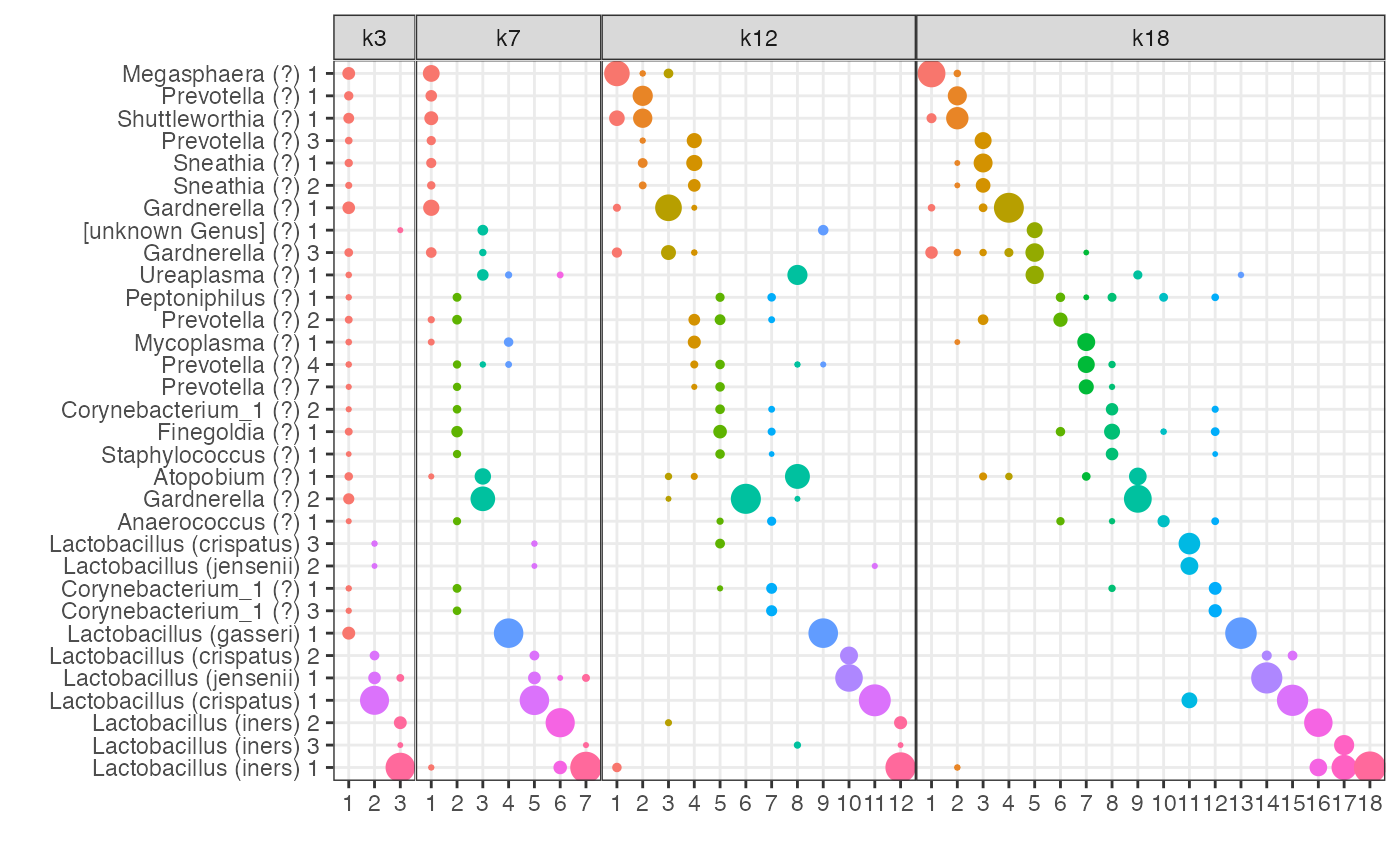 k3 k7 k12 k18
Megasphaera (?) 1
Prevotella (?) 1
Shuttleworthia (?) 1
Prevotella (?) 3
Sneathia (?) 1
Sneathia (?) 2
Gardnerella (?) 1
[unknown Genus] (?) 1
Gardnerella (?) 3
Ureaplasma (?) 1
Peptoniphilus (?) 1
Prevotella (?) 2
Mycoplasma (?) 1
Prevotella (?) 4
Prevotella (?) 7
Corynebacterium_1 (?) 2
Finegoldia (?) 1
Staphylococcus (?) 1
Atopobium (?) 1
Gardnerella (?) 2
Anaerococcus (?) 1
Lactobacillus (crispatus) 3
Lactobacillus (jensenii) 2
Corynebacterium_1 (?) 1
Corynebacterium_1 (?) 3
Lactobacillus (gasseri) 1
Lactobacillus (crispatus) 2
Lactobacillus (jensenii) 1
Lactobacillus (crispatus) 1
Lactobacillus (iners) 2
Lactobacillus (iners) 3
Lactobacillus (iners) 1
1 2 3 1 2 3 4 5 6 7 1 2 3 4 5 6 7 8 9 10 11 12 1 2 3 4 5 6 7 8 9 10 11 12 13 14 15 16 17 18